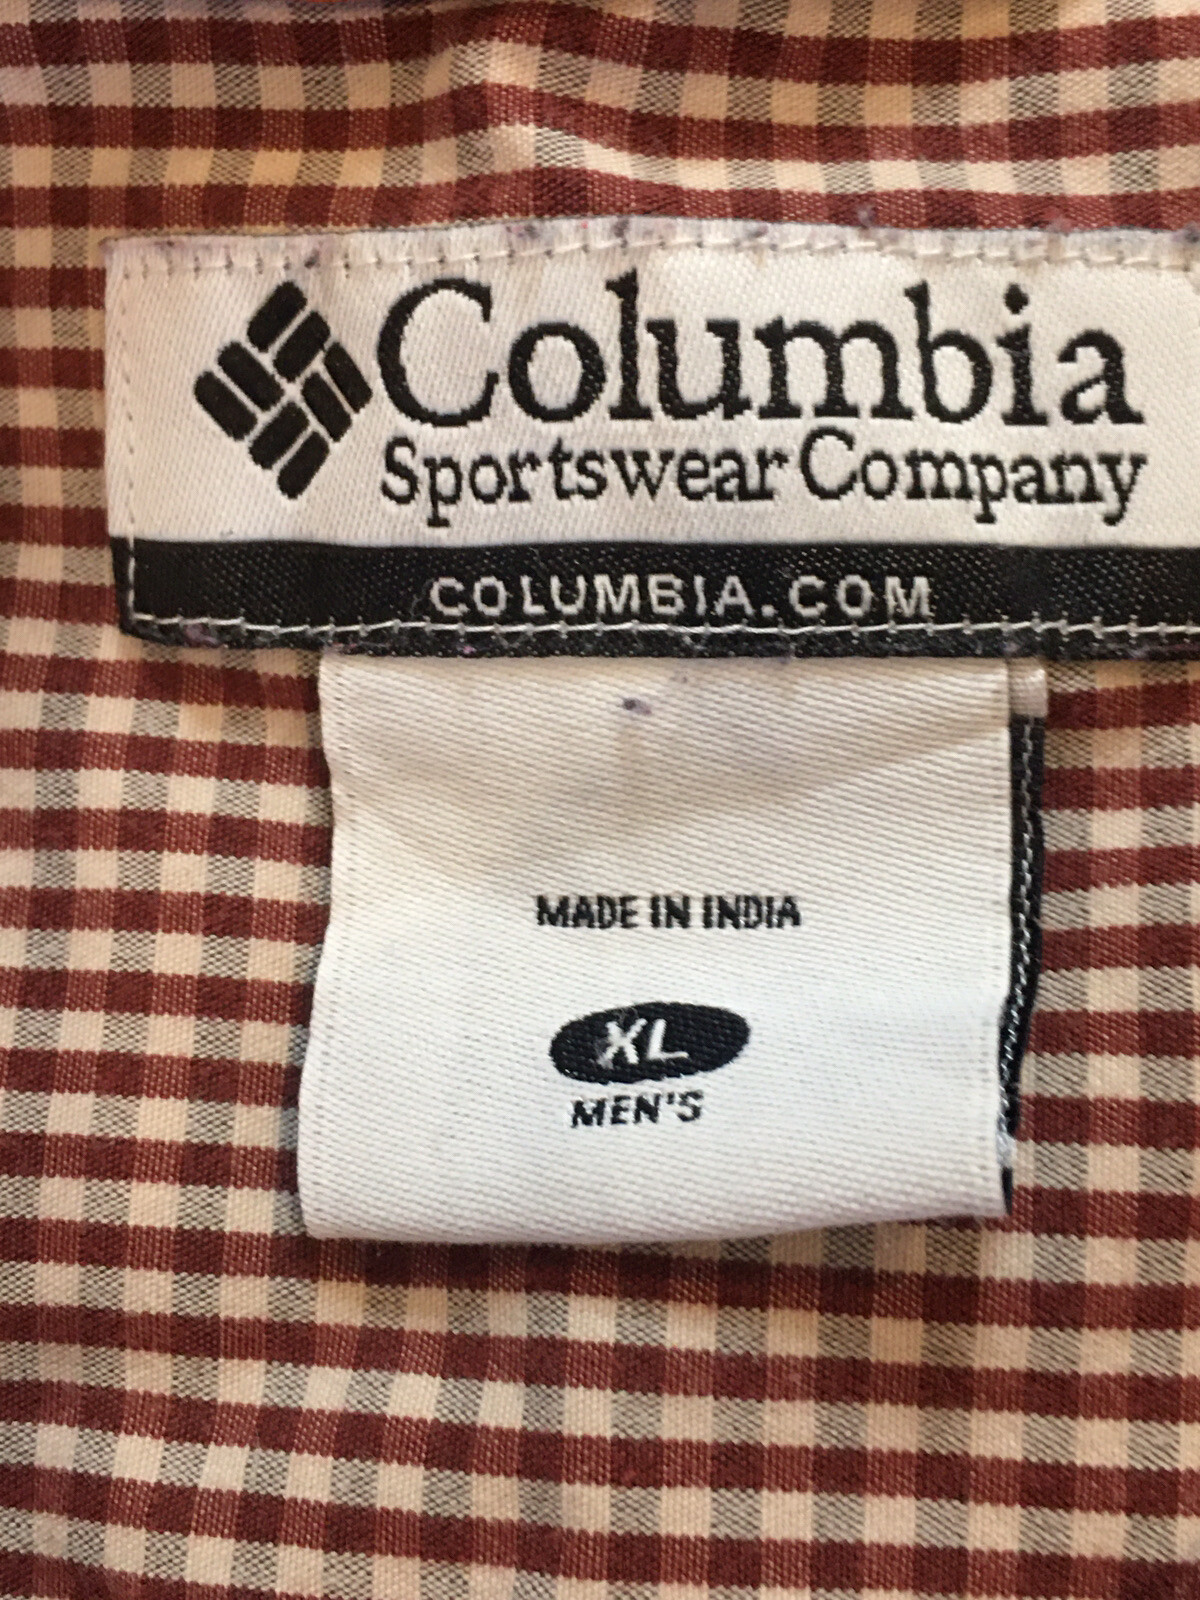 Columbia
Sportswear Company
COLUMBIA.COM
MADE IN INDIA
XL
MEN'S